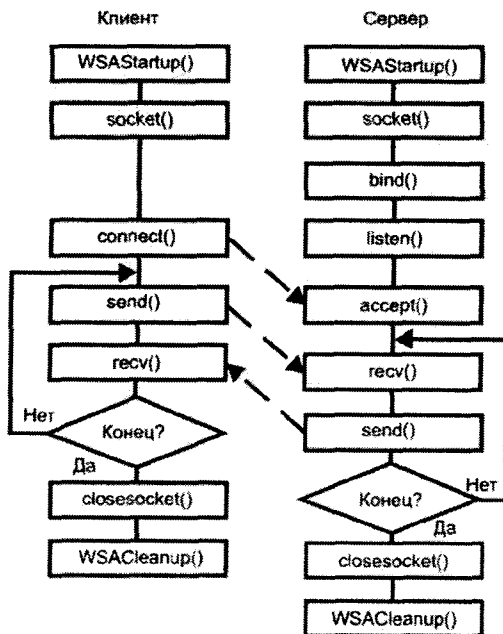 Клиент
WSAStartup()
socket()
connect()
send()
recv()
Конец?
Нет
Да
closesocket()
WSACleanup()
Сервер
WSAStartup()
socket()
bind()
listen()
accept()
recv()
send()
Конец?
Нет
Да
closesocket()
WSACleanup()